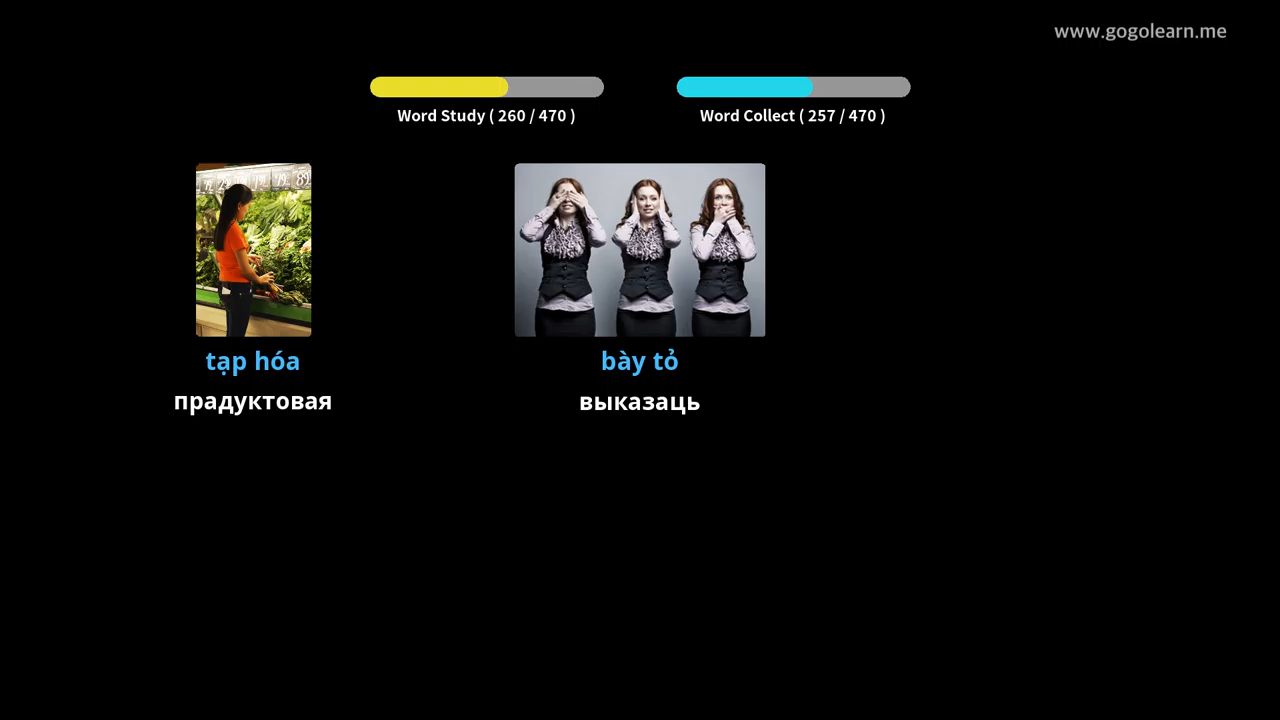 www.gogolearn.me
Word Study ( 260 / 470 )
Word Collect ( 257 / 470 )
tạp hóa
прадуктовая
bày tỏ
выказаць